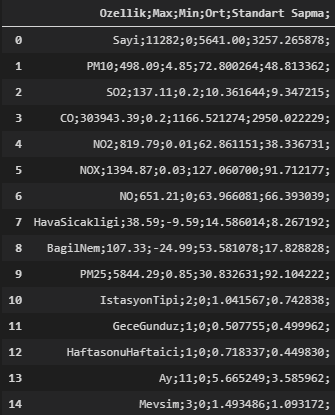 Ozellik;Max;Min;Ort;Standart Sapma;
0 Sayi;11282;0;5641.00;3257.265878;
1 PM10;498.09;4.85;72.800264;48.813362;
2 SO2;137.11;0.2;10.361644;9.347215;
3 CO;303943.39;0.2;1166.521274;2950.022229;
4 NO2;819.79;0.01;62.861151;38.336731;
5 NOX;1394.87;0.03;127.060700;91.712177;
6 NO;651.21;0;63.966081;66.393039;
7 HavaSicakligi;38.59;-9.59;14.586014;8.267192;
8 BagilNem;107.33;-24.99;53.581078;17.828828;
9 PM25;5844.29;0.85;30.832631;92.104222;
10 IstasyonTipi;2;0;1.041567;0.742838;
11 GeceGunduz;1;0;0.507755;0.499962;
12 HaftasonuHaftaici;1;0;0.718337;0.449830;
13 Ay;11;0;5.665249;3.585962;
14 Mevsim;3;0;1.493486;1.093172;